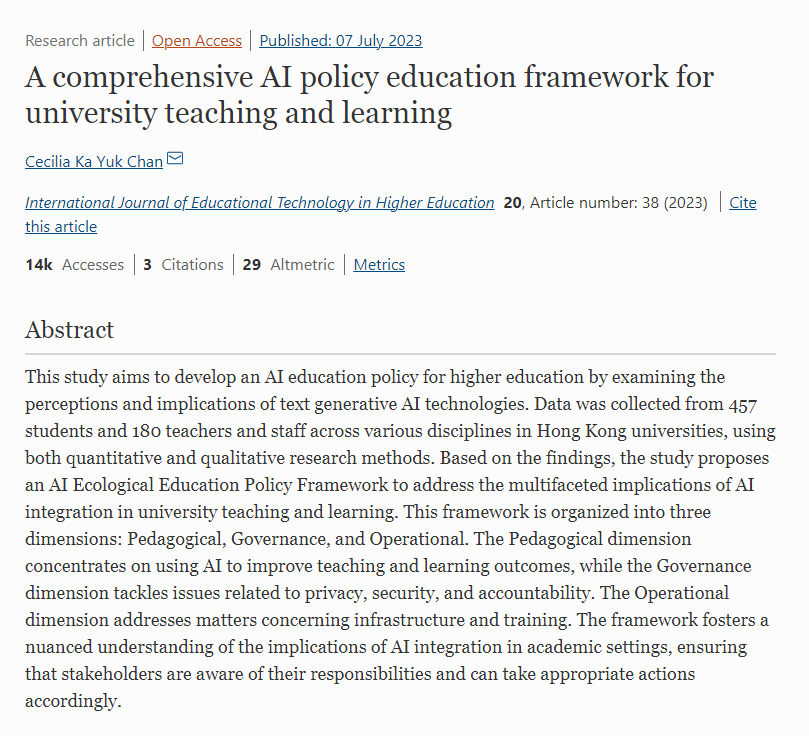 Research article | Open Access | Published: 07 July 2023
A comprehensive AI policy education framework for
university teaching and learning
Cecilia Ka Yuk Chan
International Journal of Educational Technology in Higher Education 20, Article number: 38 (2023) | Cite
this article
14k Accesses | 3 Citations | 29 Altmetric | Metrics
Abstract
This study aims to develop an AI education policy for higher education by examining the
perceptions and implications of text generative AI technologies. Data was collected from 457
students and 180 teachers and staff across various disciplines in Hong Kong universities, using
both quantitative and qualitative research methods. Based on the findings, the study proposes
an AI Ecological Education Policy Framework to address the multifaceted implications of AI
integration in university teaching and learning. This framework is organized into three
dimensions: Pedagogical, Governance, and Operational. The Pedagogical dimension
concentrates on using AI to improve teaching and learning outcomes, while the Governance
dimension tackles issues related to privacy, security, and accountability. The Operational
dimension addresses matters concerning infrastructure and training. The framework fosters a
nuanced understanding of the implications of AI integration in academic settings, ensuring
that stakeholders are aware of their responsibilities and can take appropriate actions
accordingly.